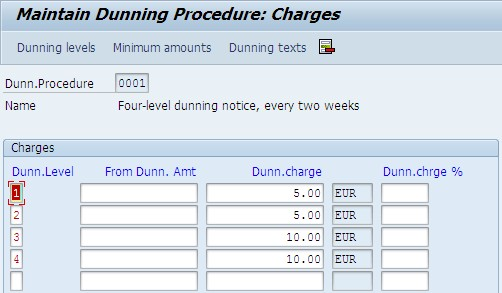 Maintain Dunning Procedure: Charges
Dunning levels Minimum amounts Dunning texts
Dunn.Procedure 0001
Name Four-level dunning notice, every two weeks
Charges
Dunn.Level From Dunn. Amt Dunn.charge Dunn.chrge %
1 5.00 EUR
2 5.00 EUR
3 10.00 EUR
4 10.00 EUR